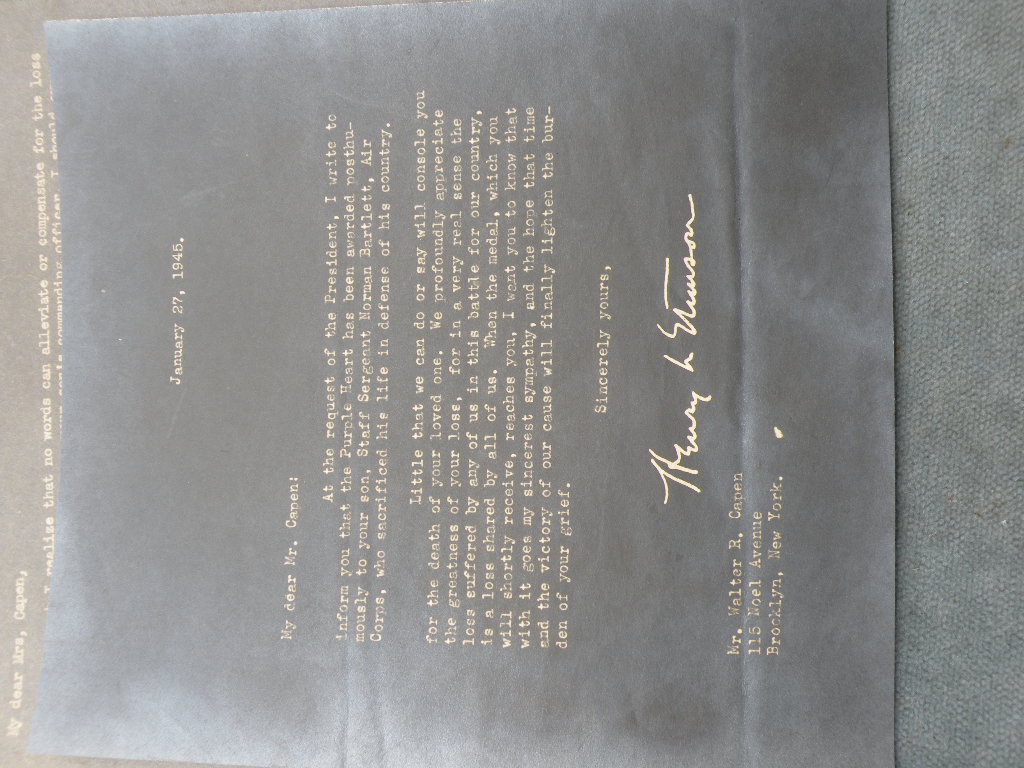 My dear Mrs, Capen,
I realise that no words can alleviate or compensate for the loss
January 27, 1945.
My dear Mr. Capen:
At the request of the President, I write to
inform you that the Purple Heart has been awarded posthu-
mously to your son, Staff Sergeant Norman Bartlett, Air
Corps, who sacrificed his life in defense of his country.
Little that we can do or say will console you
for the death of your loved one. We profoundly appreciate
the greatness of your loss, for in a very real sense the
loss suffered by any of us in this battle for our country,
is a loss shared by all of us. When the medal, which you
will shortly receive, reaches you, I want you to know that
with it goes my sincerest sympathy, and the hope that time
and the victory of our cause will finally lighten the bur-
den of your grief.
Sincerely yours,
Henry L Stimson
Mr. Walter R. Capen
115 Noel Avenue
Brooklyn, New York.